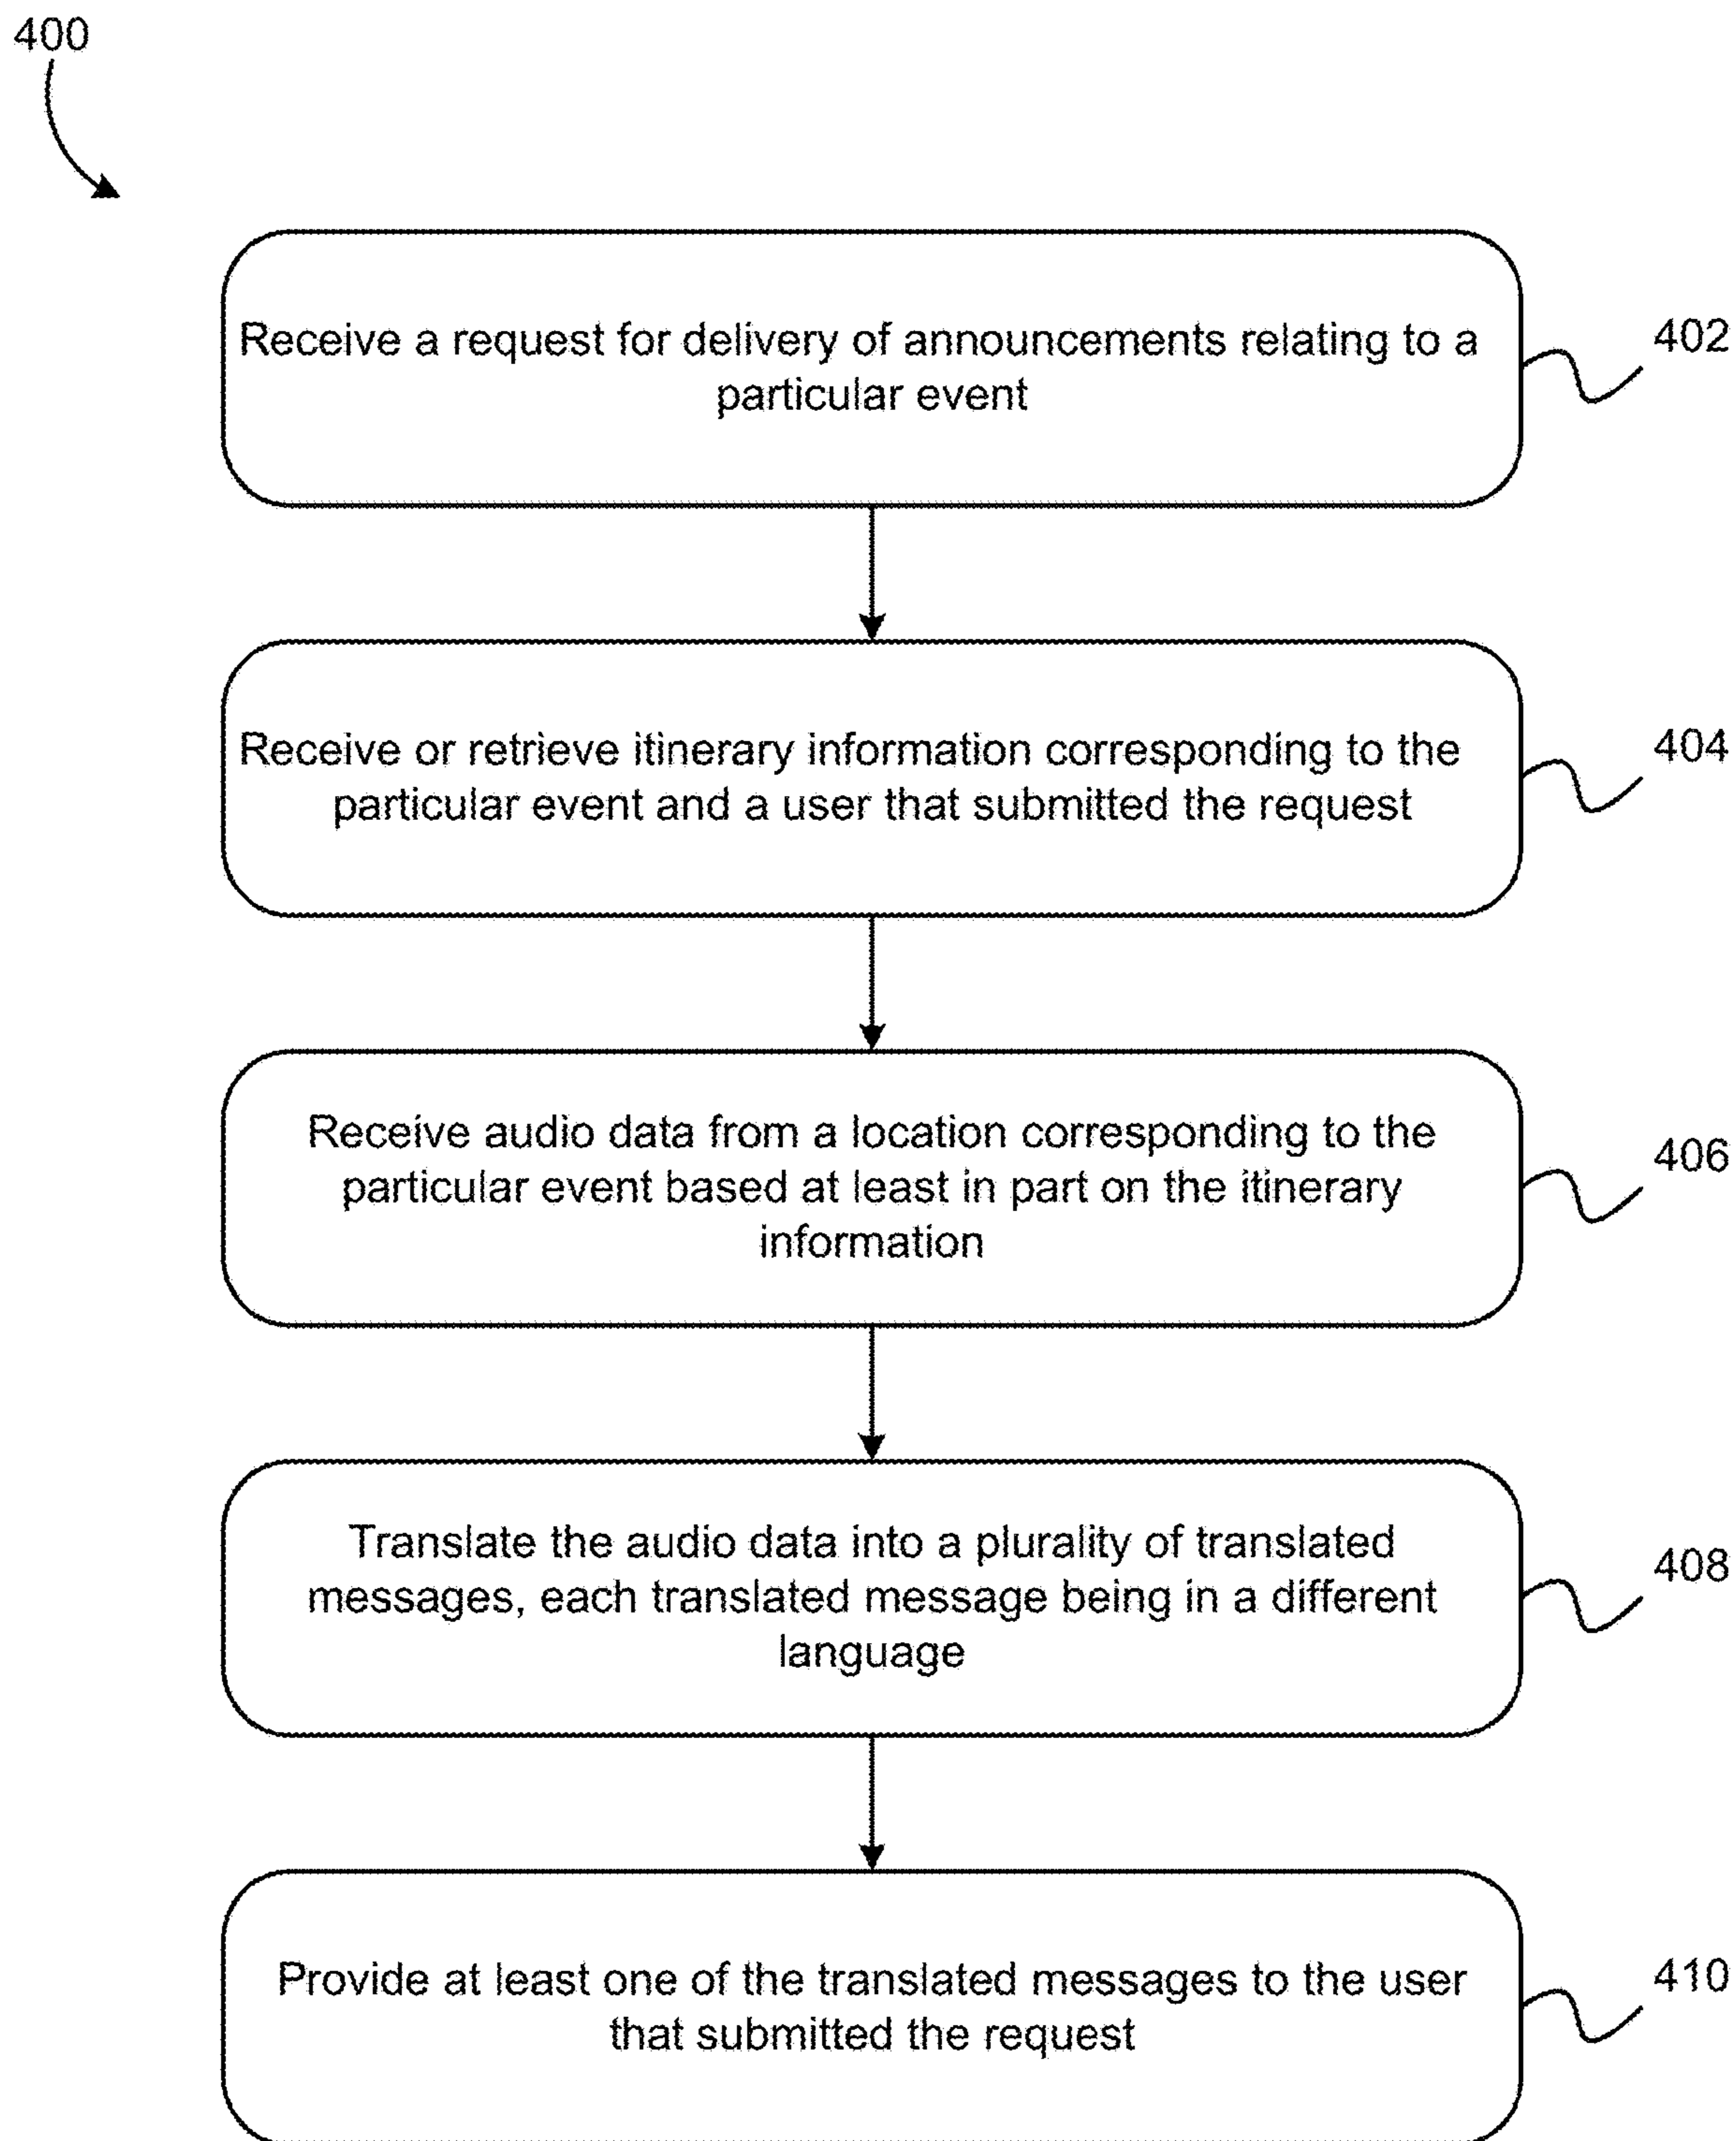 400
Receive a request for delivery of announcements relating to a
particular event
402
Receive or retrieve itinerary information corresponding to the
particular event and a user that submitted the request
404
Receive audio data from a location corresponding to the
particular event based at least in part on the itinerary
information
406
Translate the audio data into a plurality of translated
messages, each translated message being in a different
language
408
Provide at least one of the translated messages to the user
that submitted the request
410